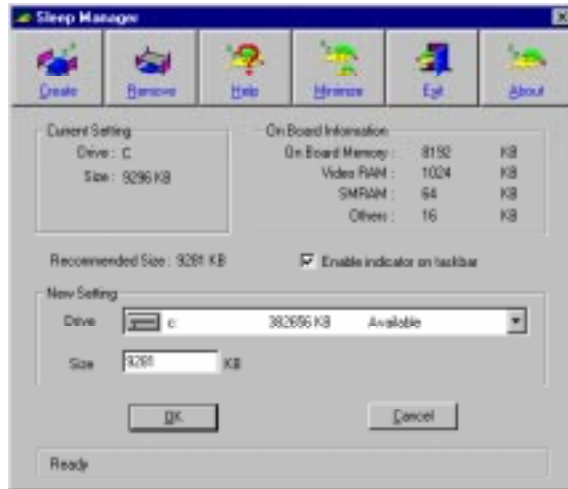 Sleep Manager
Create Remove Help Minimize Exit About
Current Setting
Drive : C
Size : 9296 KB
On Board Information
On Board Memory : 8192 KB
Video RAM : 1024 KB
SMRAM : 64 KB
Others : 16 KB
Recommended Size : 9281 KB
Enable indicator on taskbar
New Setting
Drive c: 382656 KB Available
Size 9281 KB
OK Cancel
Ready